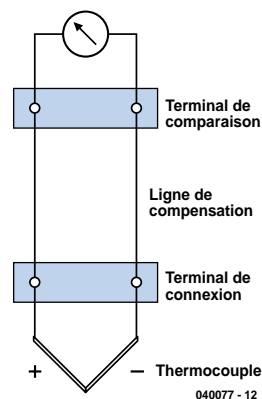 Terminal de
comparaison
Ligne de
compensation
Terminal de
connexion
+ − Thermocouple
040077 - 12